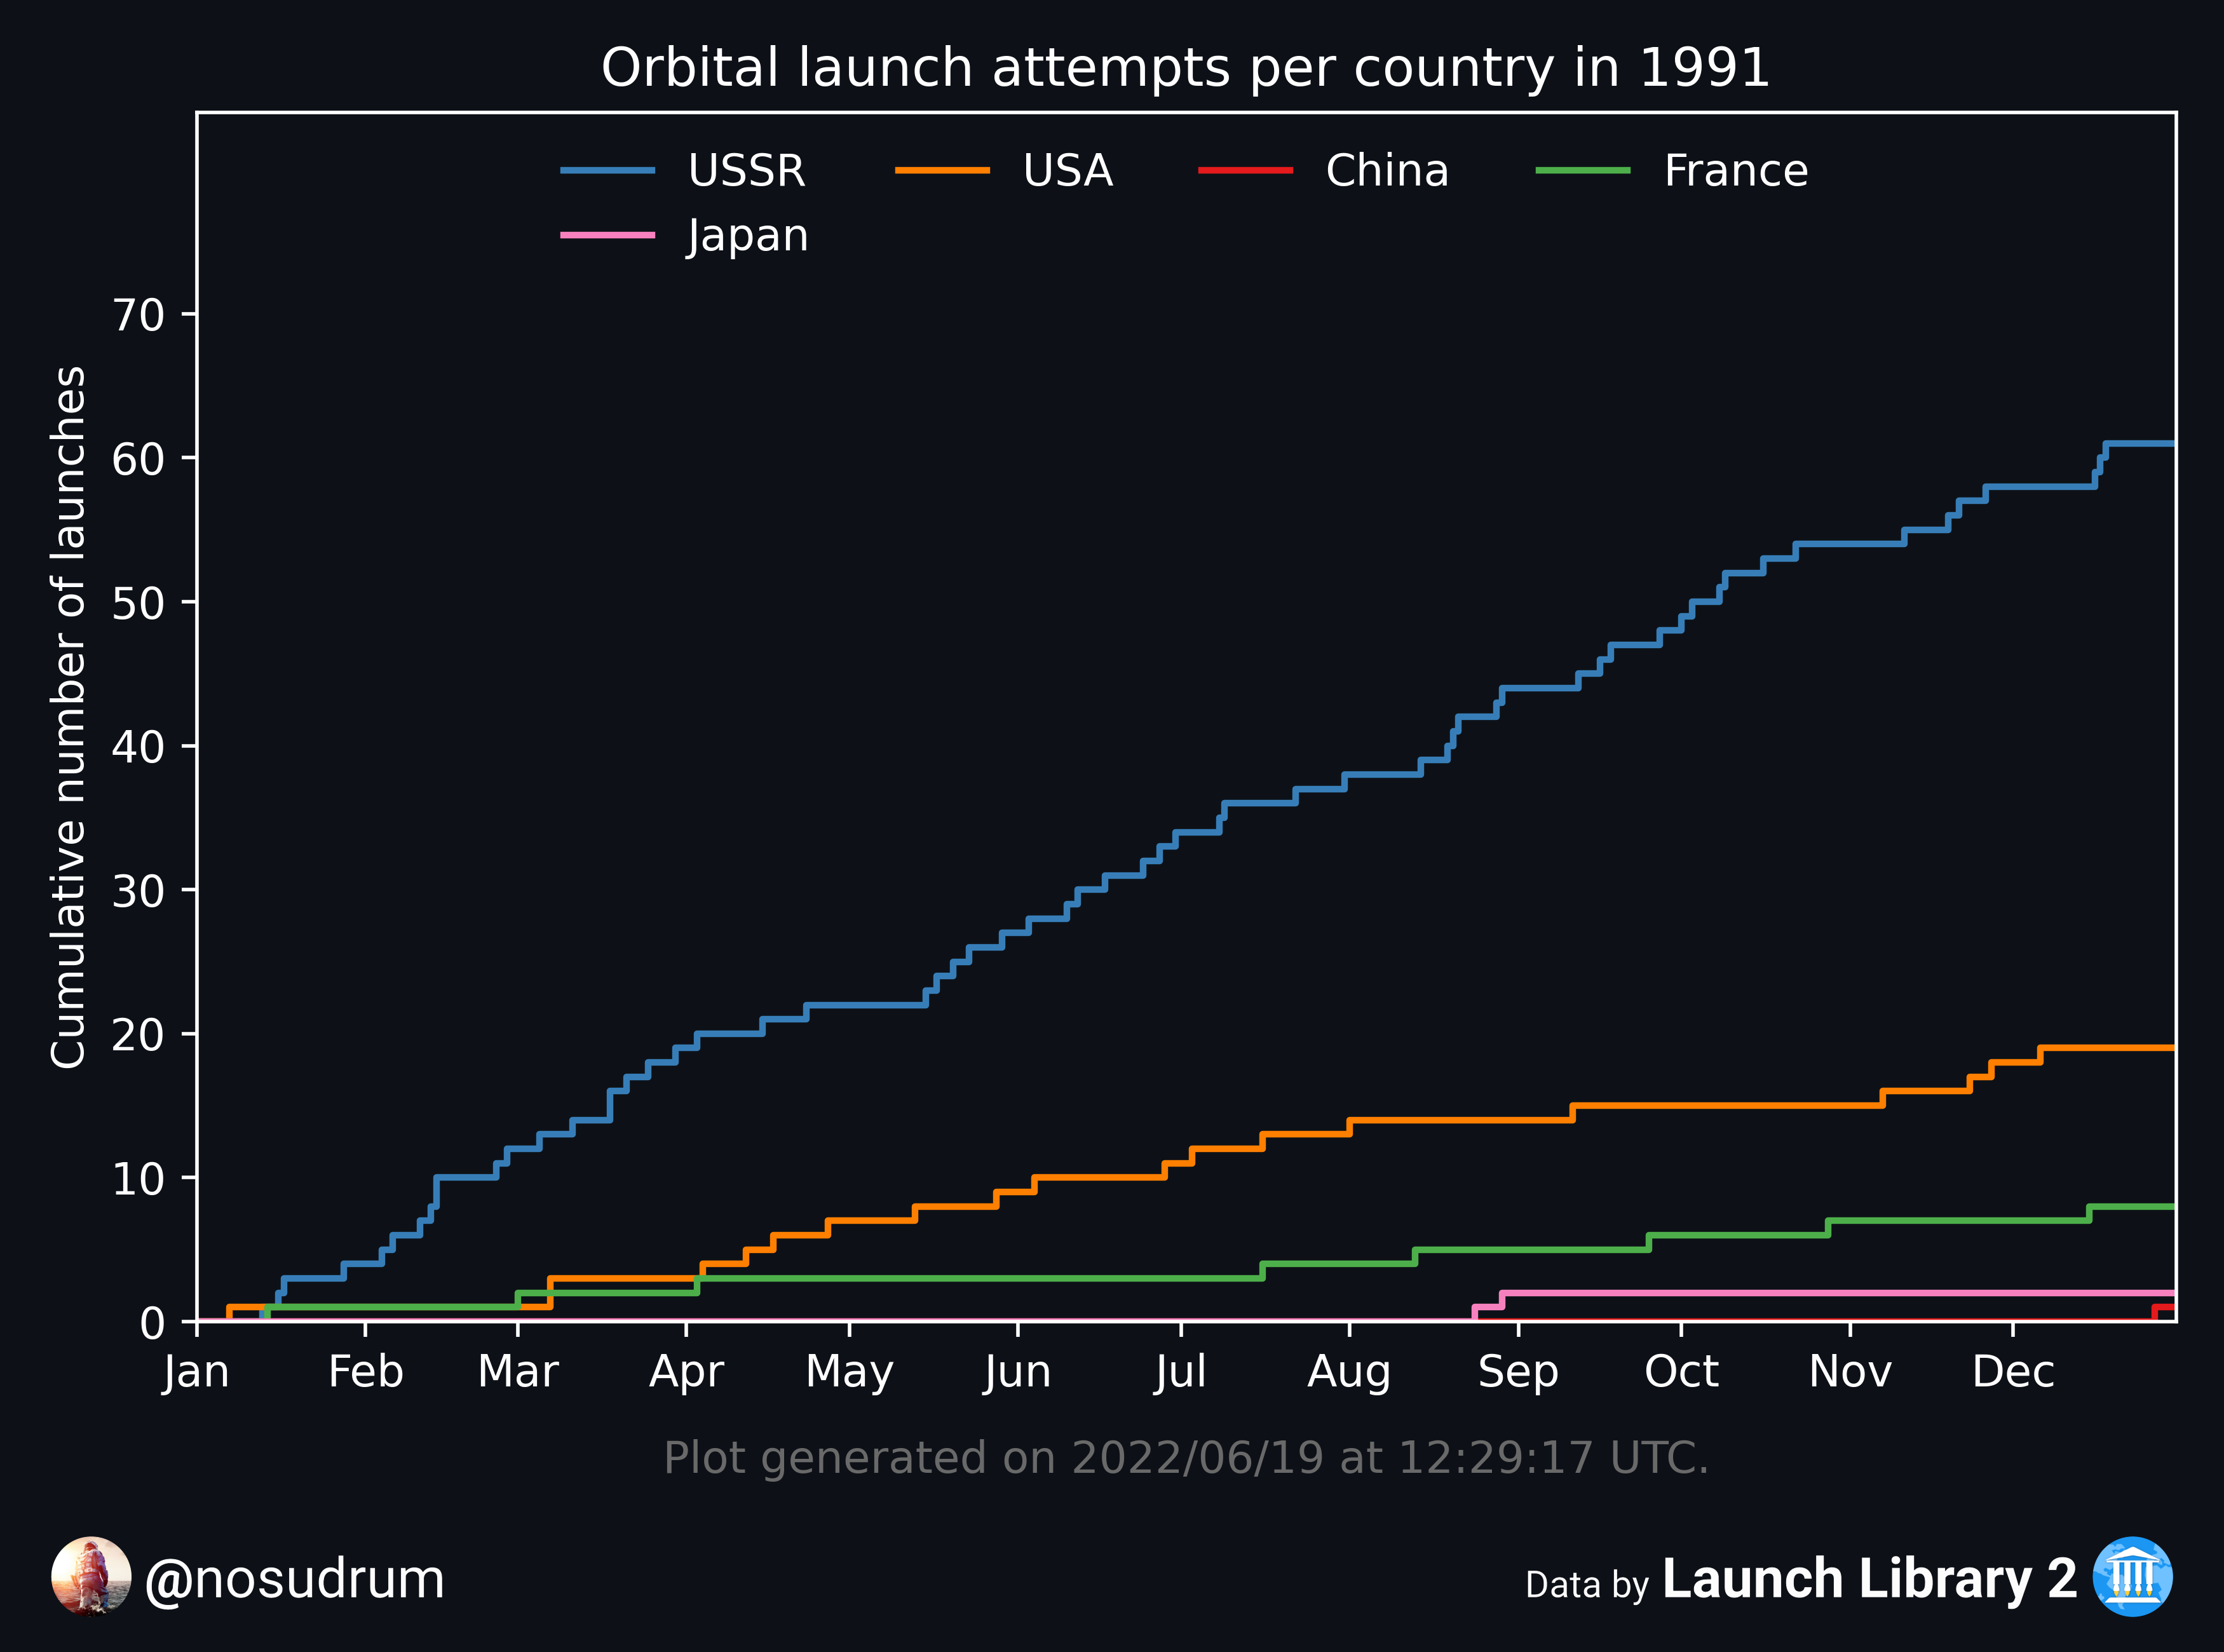 Orbital launch attempts per country in 1991
USSR USA China France
Japan
Cumulative number of launches
70
60
50
40
30
20
10
0
Jan Feb Mar Apr May Jun Jul Aug Sep Oct Nov Dec
Plot generated on 2022/06/19 at 12:29:17 UTC.
@nosudrum
Data by Launch Library 2